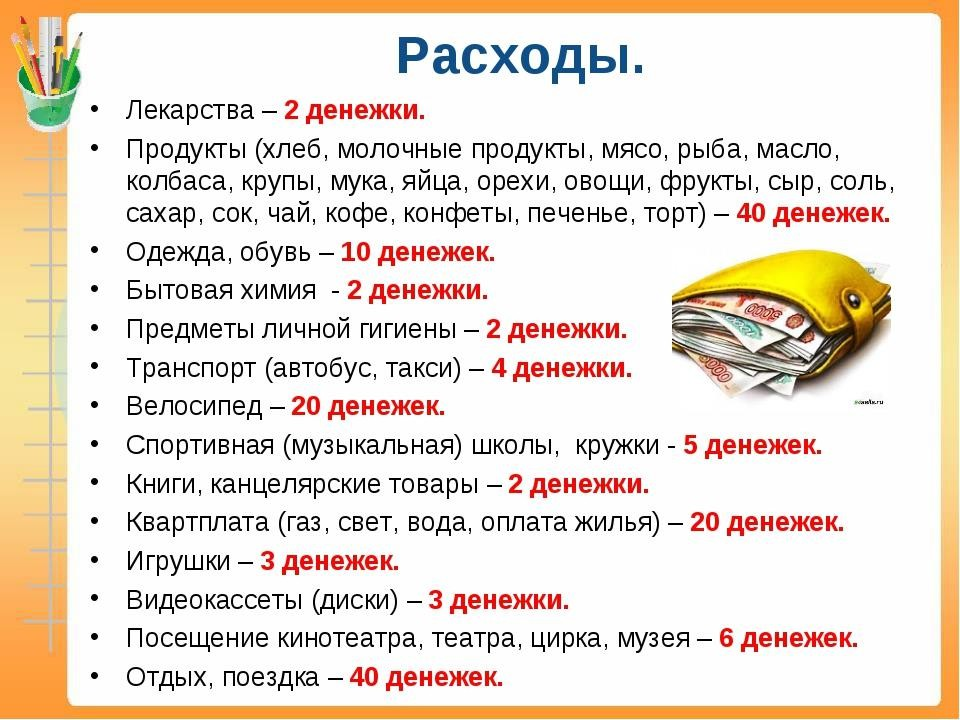 Расходы.
• Лекарства – 2 денежки.
• Продукты (хлеб, молочные продукты, мясо, рыба, масло,
колбаса, крупы, мука, яйца, орехи, овощи, фрукты, сыр, соль,
сахар, сок, чай, кофе, конфеты, печенье, торт) – 40 денежек.
• Одежда, обувь – 10 денежек.
• Бытовая химия - 2 денежки.
• Предметы личной гигиены – 2 денежки.
• Транспорт (автобус, такси) – 4 денежки.
• Велосипед – 20 денежек.
• Спортивная (музыкальная) школы, кружки - 5 денежек.
• Книги, канцелярские товары – 2 денежки.
• Квартплата (газ, свет, вода, оплата жилья) – 20 денежек.
• Игрушки – 3 денежек.
• Видеокассеты (диски) – 3 денежки.
• Посещение кинотеатра, театра, цирка, музея – 6 денежек.
• Отдых, поездка – 40 денежек.